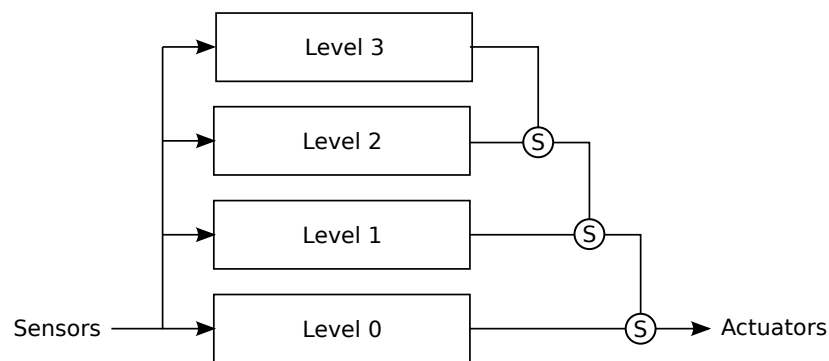 Level 3
Level 2
S
Level 1
S
Sensors
Level 0
S
Actuators